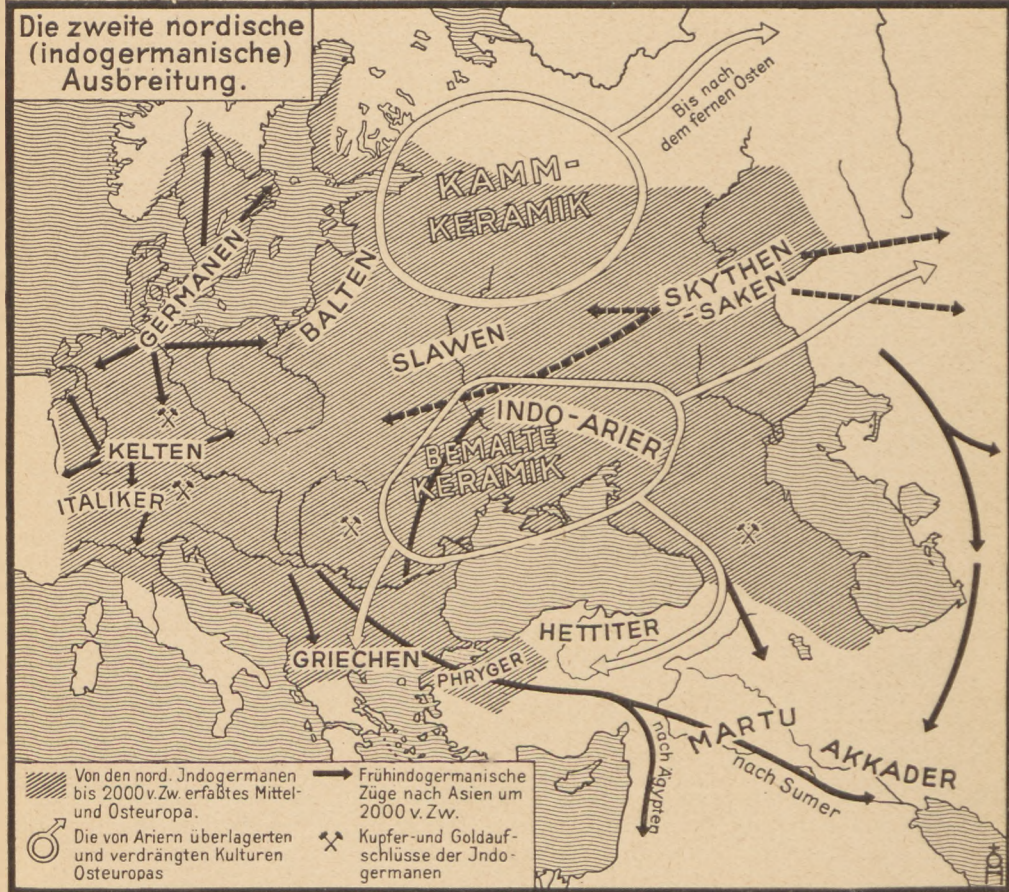 Die zweite nordische
(indogermanische)
Ausbreitung.
Bis nach
dem fernen Osten
KAMM-
KERAMIK
GERMANEN
BALTEN
SKYTHEN
-SAKEN
SLAWEN
INDO-ARIER
BEMALTE
KERAMIK
KELTEN
ITALIKER
HETTITER
GRIECHEN
PHRYGER
MARTU
AKKADER
nach Ägypten
nach Sumer
Von den nord. Jndogermanen
bis 2000 v. Zw. erfaßtes Mittel-
und Osteuropa.
Die von Ariern überlagerten
und verdrängten Kulturen
Osteuropas
Frühindogermanische
Züge nach Asien um
2000 v. Zw.
Kupfer-und Goldauf-
schlüsse der Jndo-
germanen